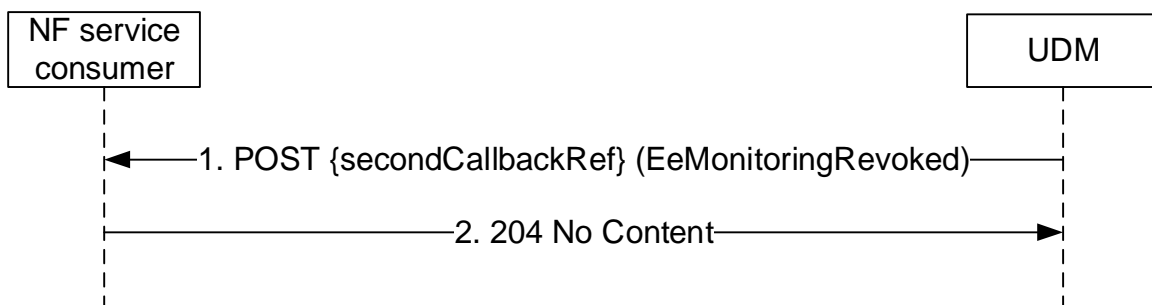 NF service
consumer
UDM
1. POST {secondCallbackRef} (EeMonitoringRevoked)
2. 204 No Content